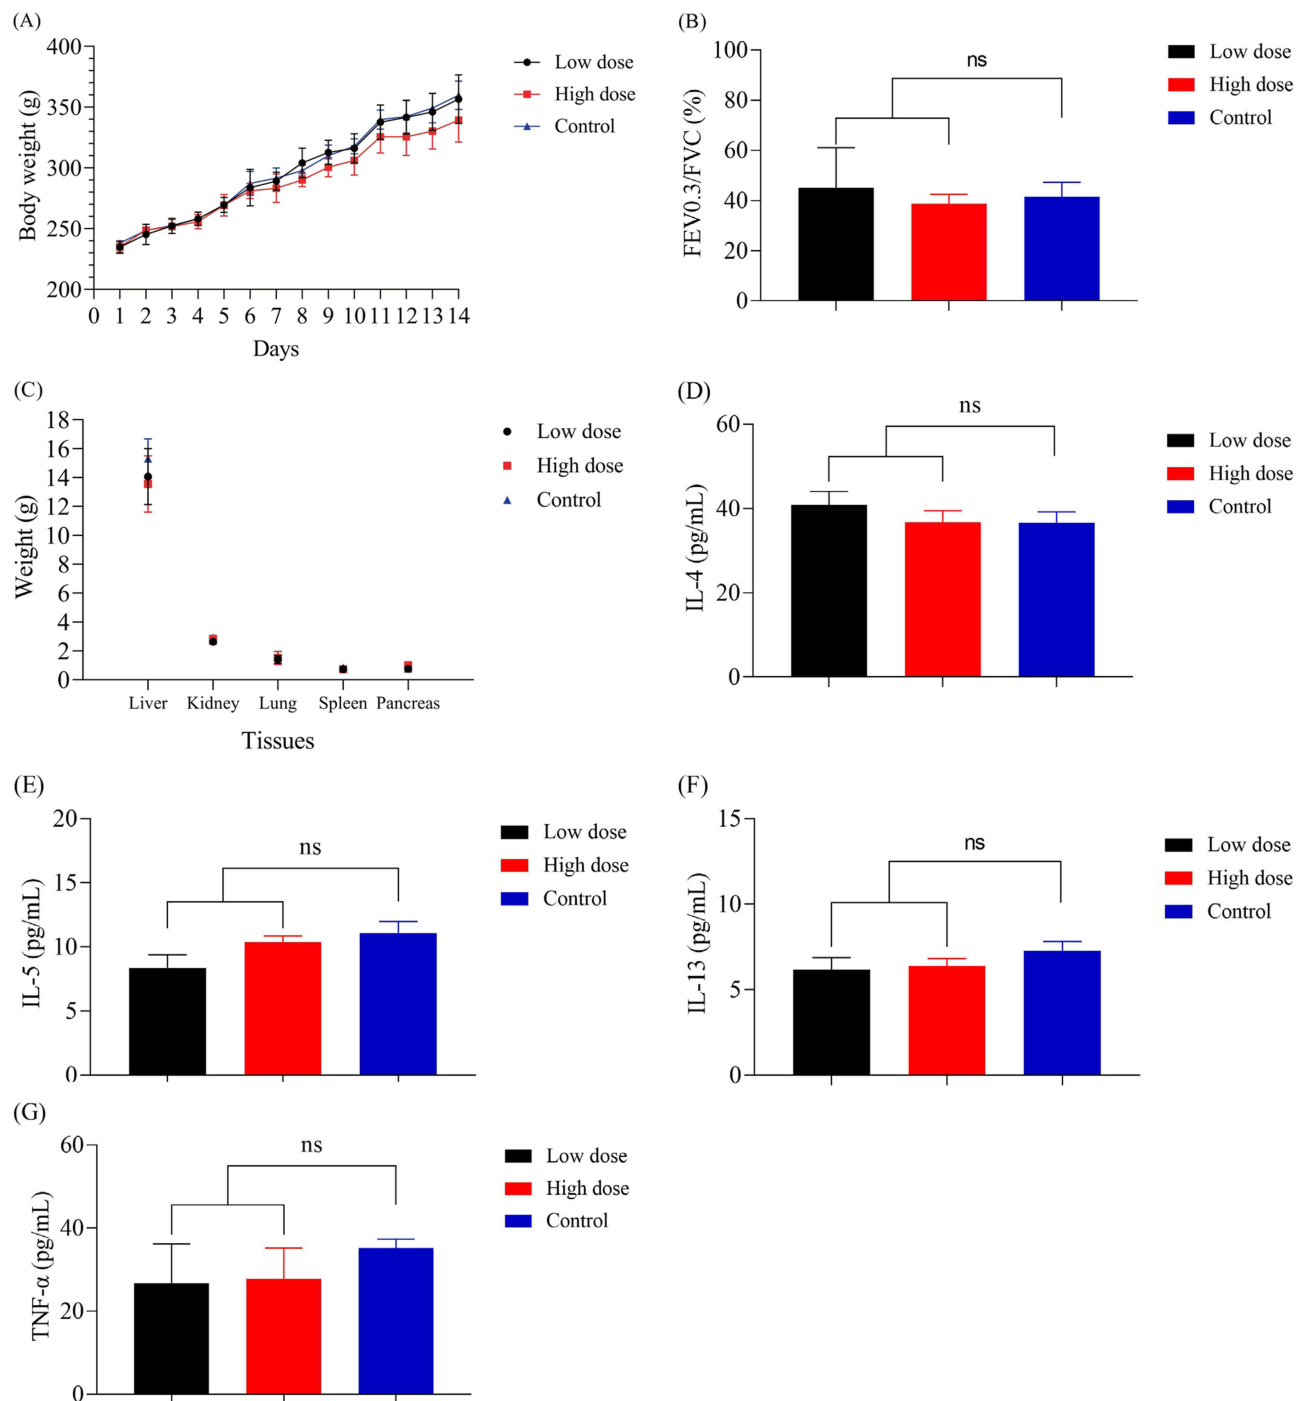 (A)
400
350
300
250
200
Body weight (g)
0 1 2 3 4 5 6 7 8 9 10 11 12 13 14
Days
Low dose
High dose
Control
(B)
100
80
60
40
20
0
FEV0.3/FVC (%)
ns
Low dose
High dose
Control
(C)
18
16
14
12
10
8
6
4
2
0
Weight (g)
Liver Kidney Lung Spleen Pancreas
Tissues
Low dose
High dose
Control
(D)
60
40
20
0
IL-4 (pg/mL)
ns
Low dose
High dose
Control
(E)
20
15
10
5
0
IL-5 (pg/mL)
ns
Low dose
High dose
Control
(F)
15
10
5
0
IL-13 (pg/mL)
ns
Low dose
High dose
Control
(G)
60
40
20
0
TNF-α (pg/mL)
ns
Low dose
High dose
Control